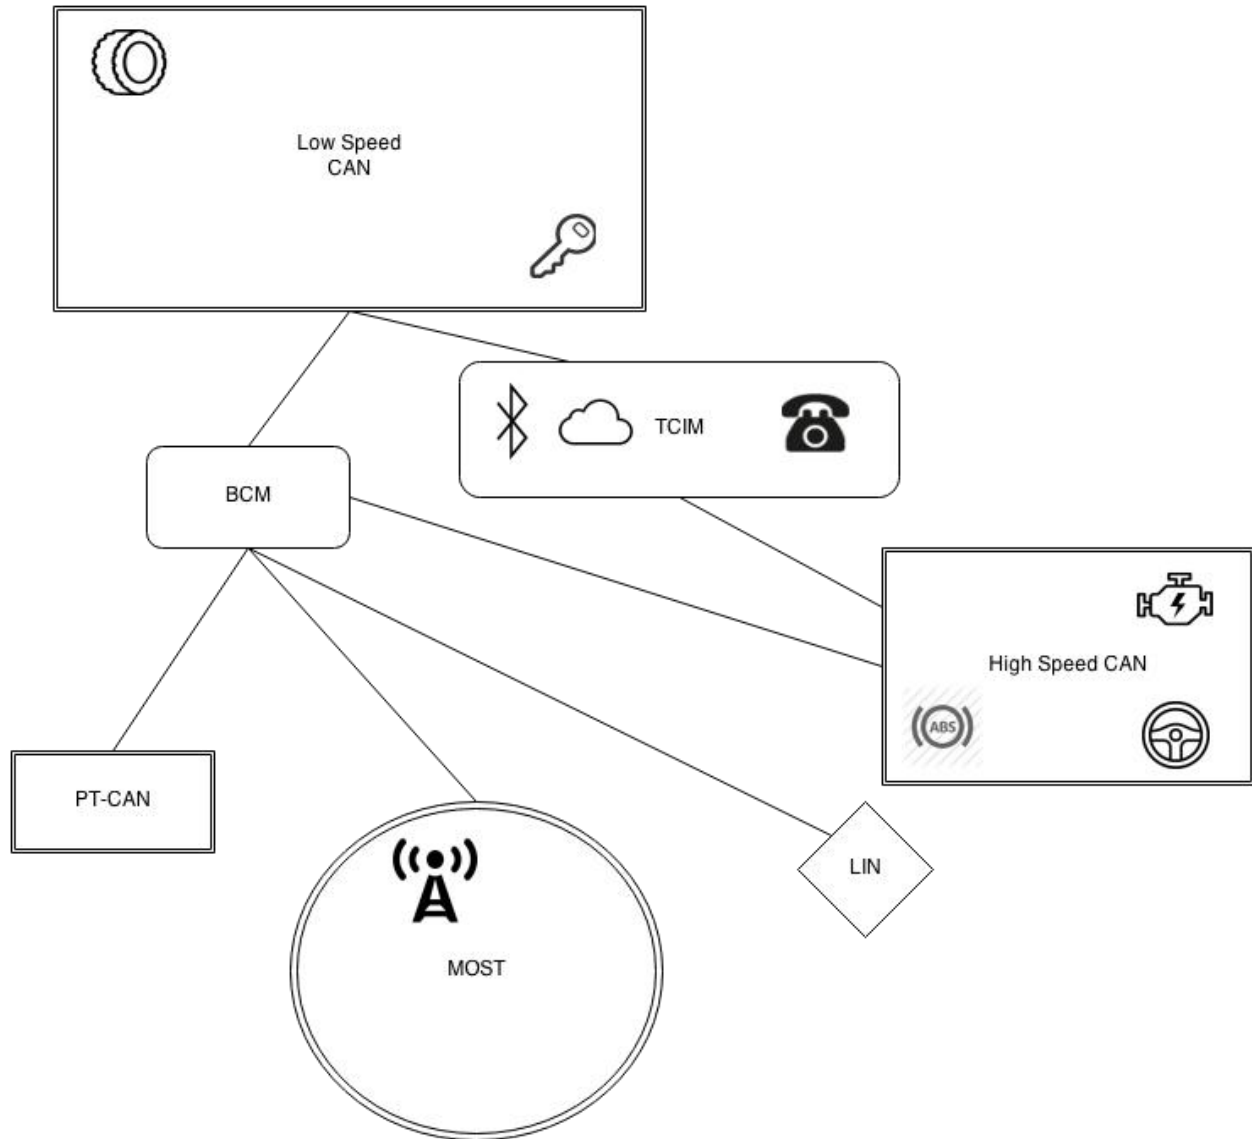 Low Speed
CAN
TCIM
BCM
High Speed CAN
ABS
PT-CAN
LIN
MOST